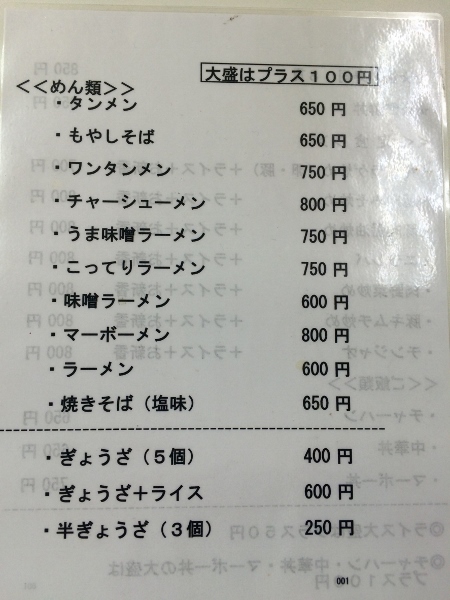 大盛はプラス１００円
＜＜めん類＞＞
・タンメン 650 円
・もやしそば 650 円
・ワンタンメン 750 円
・チャーシューメン 800 円
・うま味噌ラーメン 750 円
・こってりラーメン 750 円
・味噌ラーメン 600 円
・マーボーメン 800 円
・ラーメン 600 円
・焼きそば（塩味） 650 円
・ぎょうざ（５個） 400 円
・ぎょうざ＋ライス 600 円
・半ぎょうざ（３個） 250 円
001